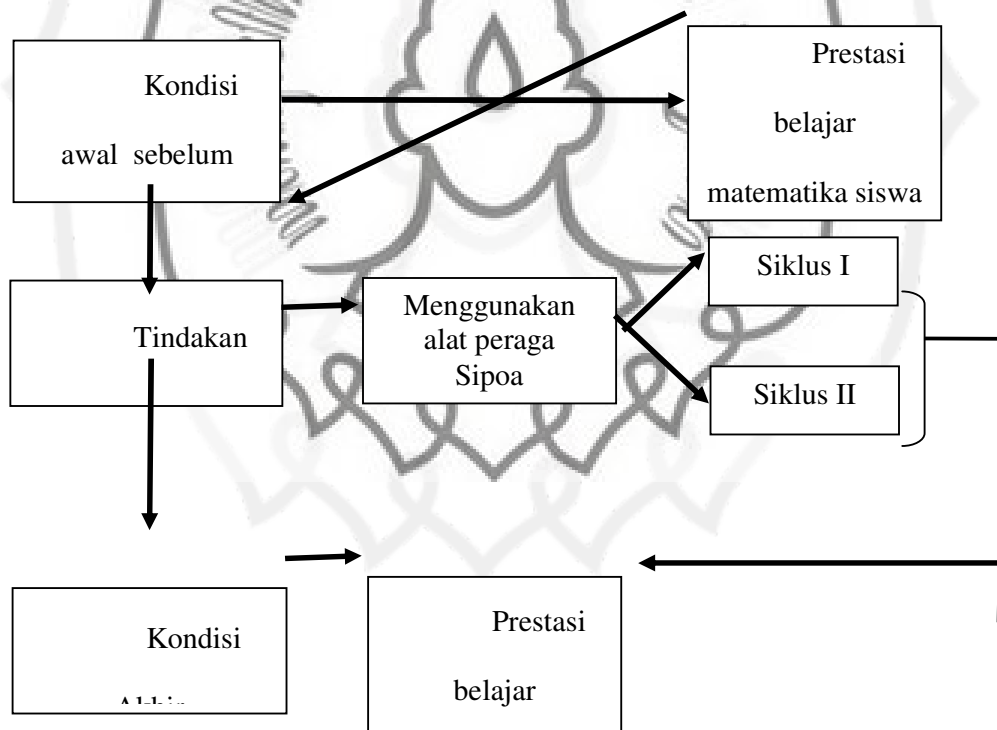 Kondisi
awal sebelum
Prestasi
belajar
matematika siswa
Tindakan
Menggunakan
alat peraga
Sipoa
Siklus I
Siklus II
Kondisi
Prestasi
belajar